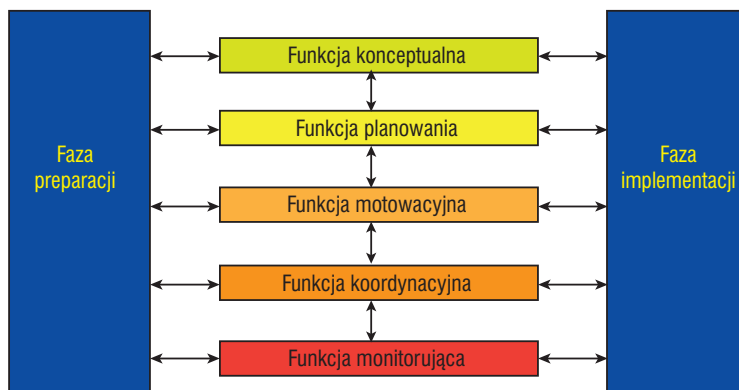 Faza
preparacji
Funkcja konceptualna
Funkcja planowania
Funkcja motowacyjna
Funkcja koordynacyjna
Funkcja monitorująca
Faza
implementacji